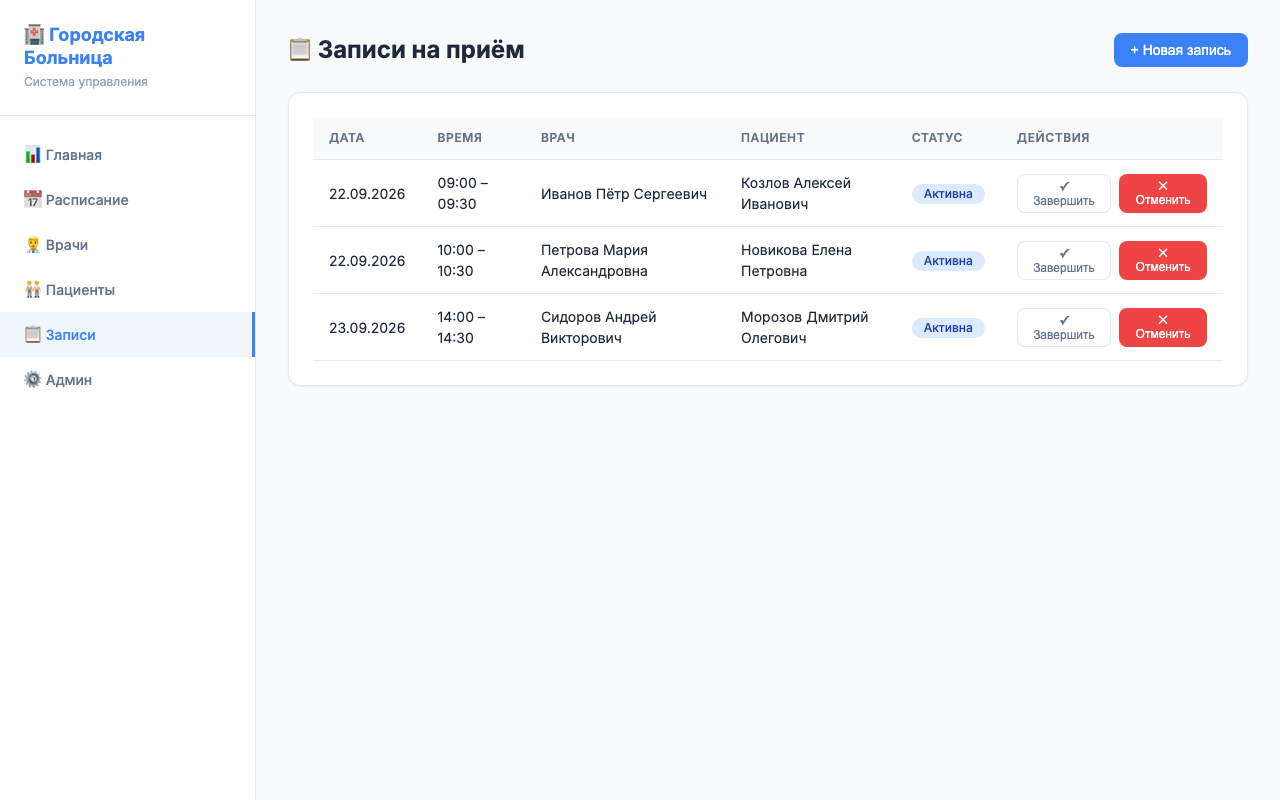 Городская
Больница
Система управления
Главная
17 Расписание
Врачи
Пациенты
Записи
Админ
Записи на приём
+ Новая запись
ДАТА ВРЕМЯ ВРАЧ ПАЦИЕНТ СТАТУС ДЕЙСТВИЯ
22.09.2026 09:00 – 09:30 Иванов Пётр Сергеевич Козлов Алексей Иванович Активна ✓ Завершить ✕ Отменить
22.09.2026 10:00 – 10:30 Петрова Мария Александровна Новикова Елена Петровна Активна ✓ Завершить ✕ Отменить
23.09.2026 14:00 – 14:30 Сидоров Андрей Викторович Морозов Дмитрий Олегович Активна ✓ Завершить ✕ Отменить